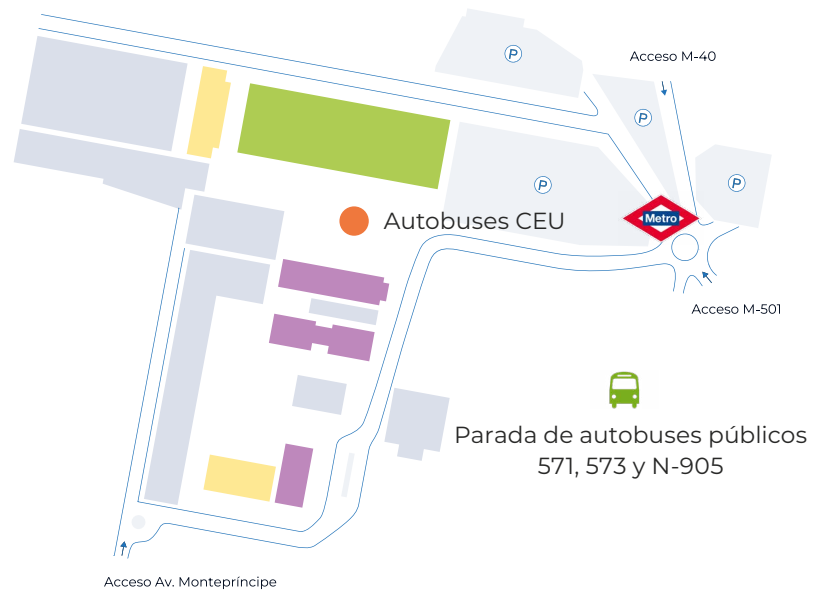 P
Acceso M-40
P
P
P
Autobuses CEU
Metro
Acceso M-501
Parada de autobuses públicos
571, 573 y N-905
Acceso Av. Montepríncipe